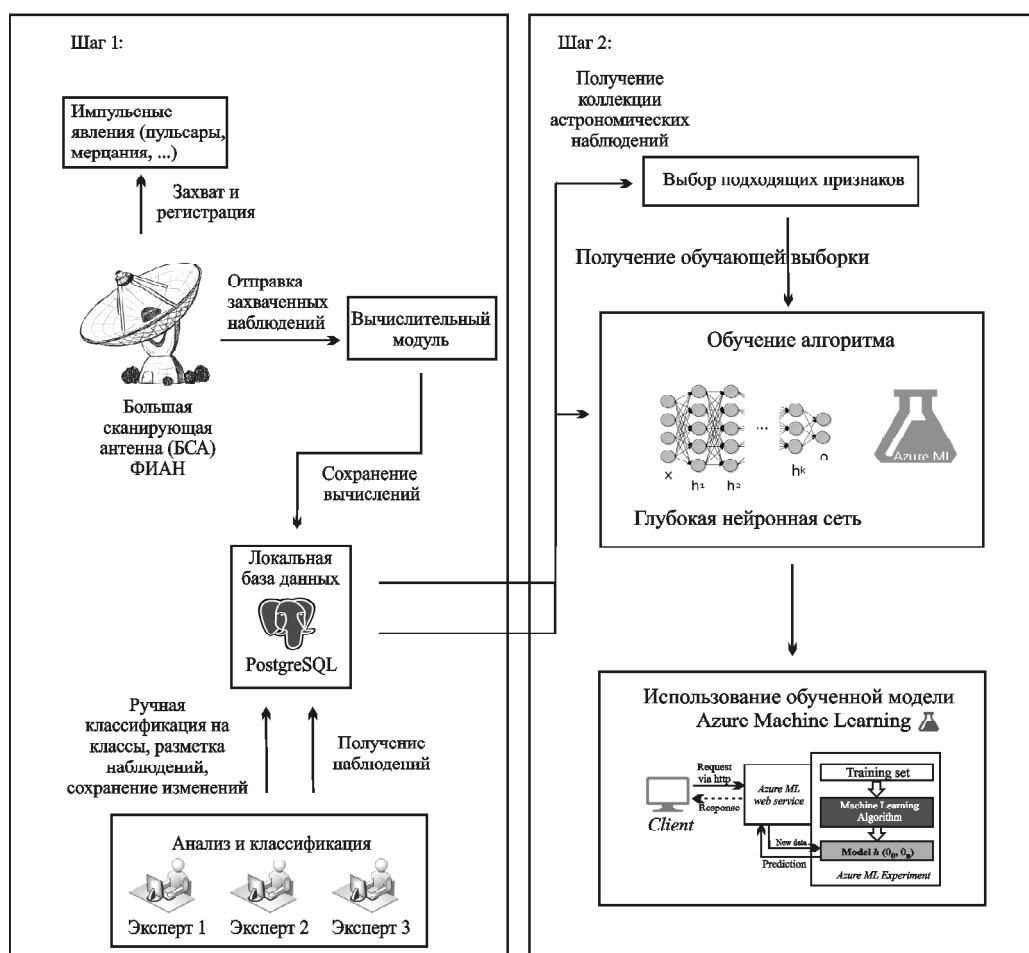 Шаг 1:
Импульсные
явления (пульсары,
мерцания, ...)
Захват и
регистрация
Отправка
захваченных
наблюдений
Вычислительный
модуль
Большая
сканирующая
антенна (БСА)
ФИАН
Сохранение
вычислений
Локальная
база данных
PostgreSQL
Ручная
классификация на
классы, разметка
наблюдений,
сохранение изменений
Получение
наблюдений
Анализ и классификация
Эксперт 1 Эксперт 2 Эксперт 3
Шаг 2:
Получение
коллекции
астрономических
наблюдений
Выбор подходящих признаков
Получение обучающей выборки
Обучение алгоритма
x h1 h2 ... hk o
Azure ML
Глубокая нейронная сеть
Использование обученной модели
Azure Machine Learning
Request
via http
Response
Client
Azure ML
web service
New data
Prediction
Training set
Machine Learning
Algorithm
Model h
Azure ML Experiment